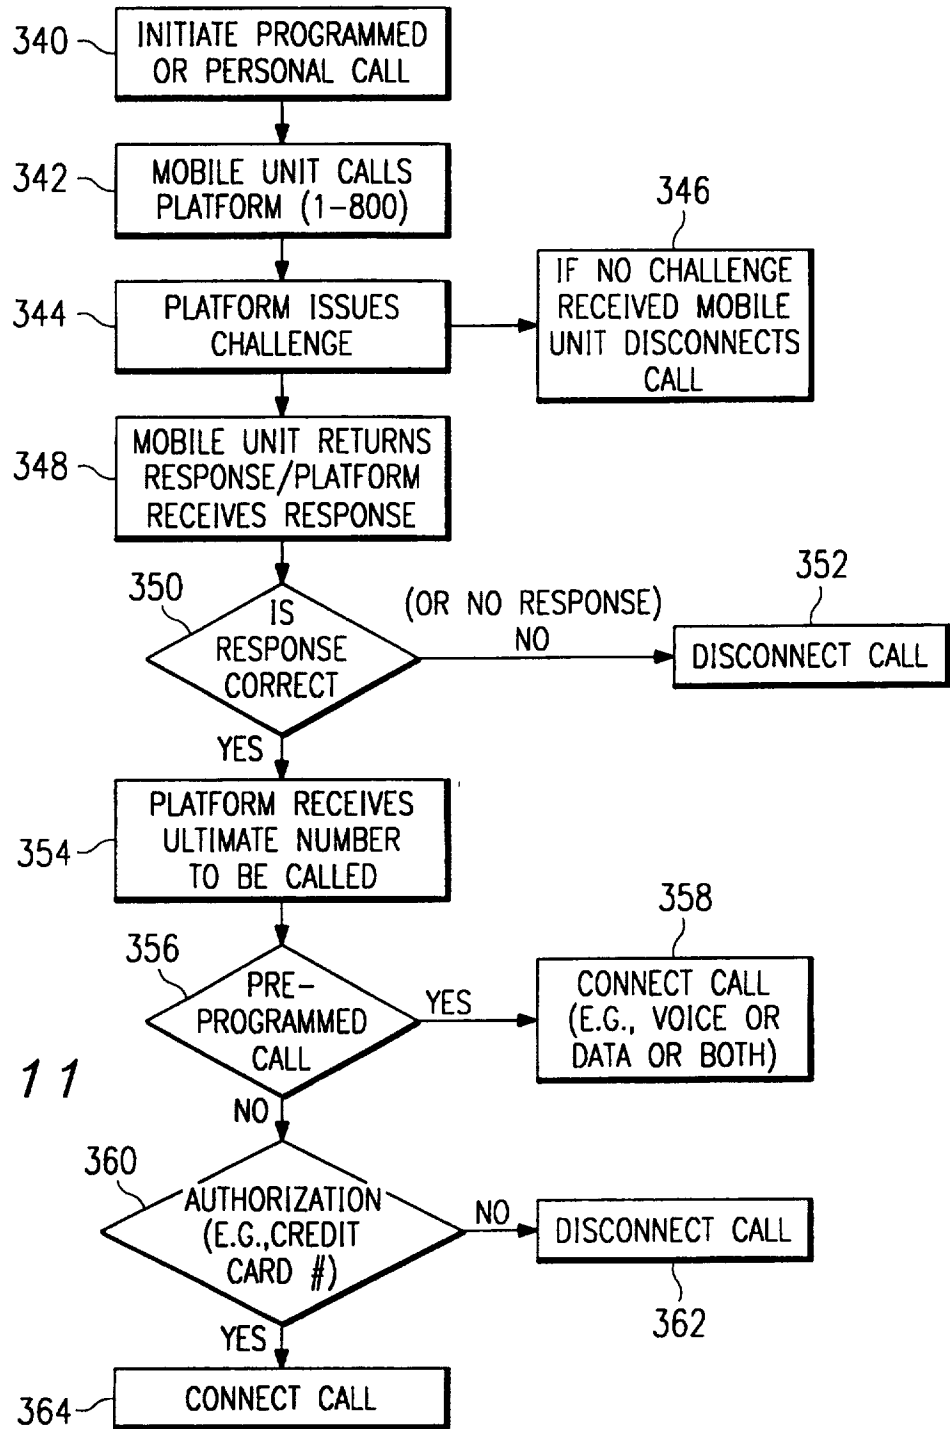 340
INITIATE PROGRAMMED
OR PERSONAL CALL
342
MOBILE UNIT CALLS
PLATFORM (1-800)
346
IF NO CHALLENGE
RECEIVED MOBILE
UNIT DISCONNECTS
CALL
344
PLATFORM ISSUES
CHALLENGE
348
MOBILE UNIT RETURNS
RESPONSE/PLATFORM
RECEIVES RESPONSE
350
IS
RESPONSE
CORRECT
(OR NO RESPONSE)
NO
352
DISCONNECT CALL
YES
354
PLATFORM RECEIVES
ULTIMATE NUMBER
TO BE CALLED
356
PRE-
PROGRAMMED
CALL
YES
358
CONNECT CALL
(E.G., VOICE OR
DATA OR BOTH)
11
NO
360
AUTHORIZATION
(E.G.,CREDIT
CARD #)
NO
DISCONNECT CALL
362
YES
364
CONNECT CALL